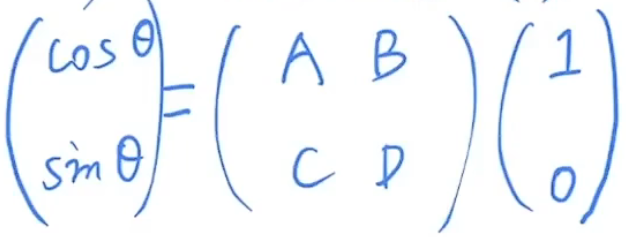 (cos θ) = (A B) (1)
(sin θ) (C D) (0)